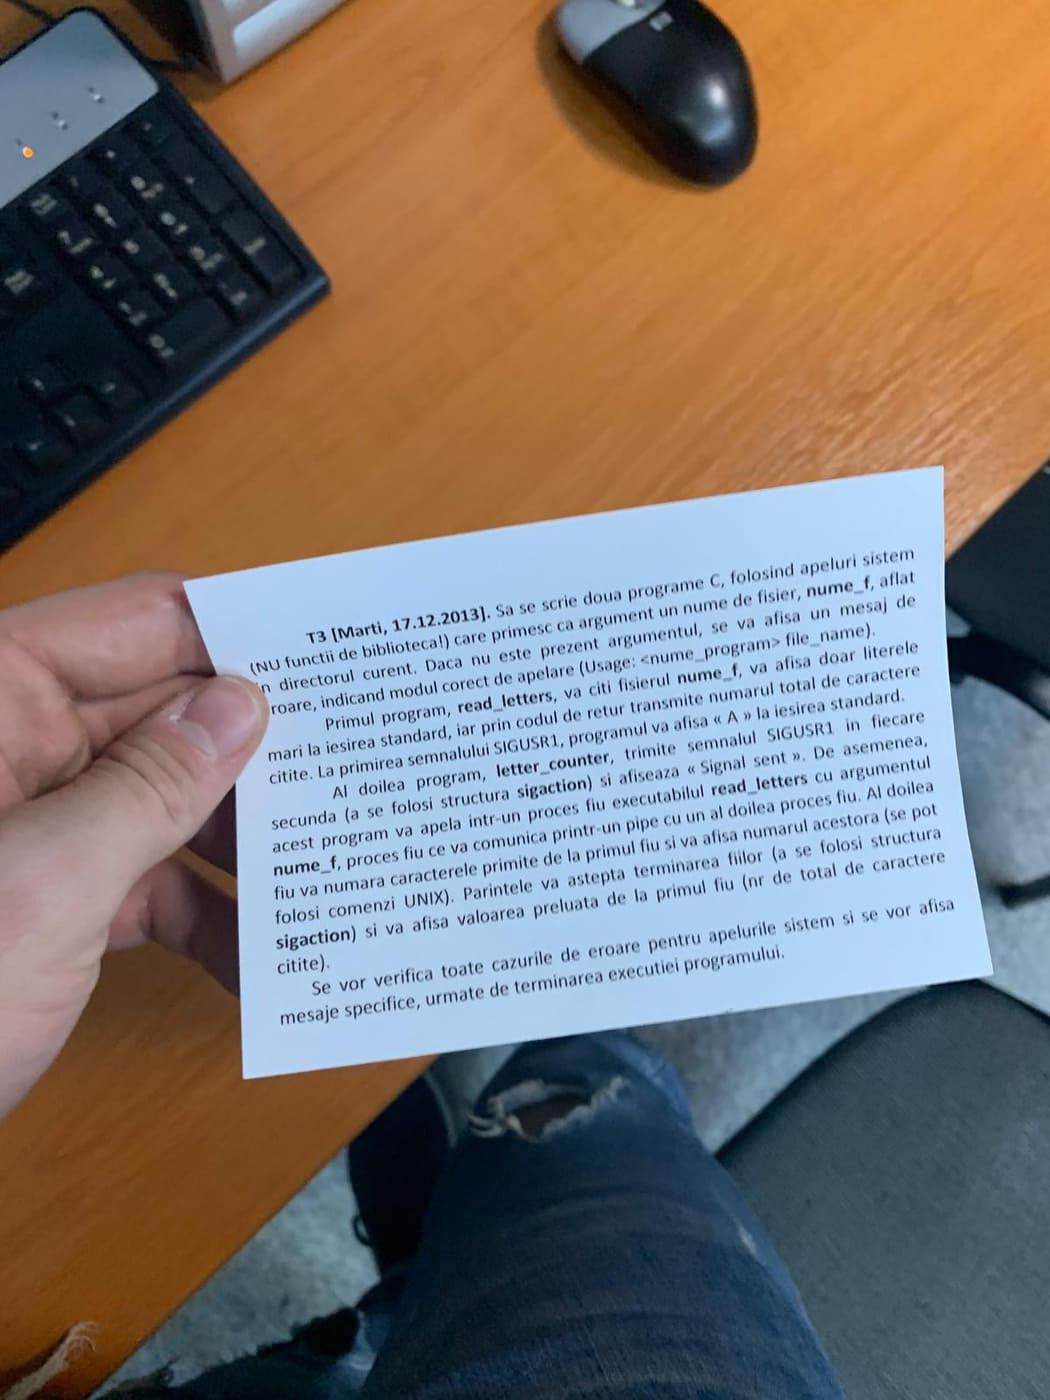 T3 [Marti, 17.12.2013]. Sa se scrie doua programe C, folosind apeluri sistem
(NU functii de biblioteca!) care primesc ca argument un nume de fisier, nume_f, aflat
n directorul curent. Daca nu este prezent argumentul, se va afisa un mesaj de
roare, indicand modul corect de apelare (Usage: <nume_program> file_name).
Primul program, read_letters, va citi fisierul nume_f, va afisa doar literele
mari la iesirea standard, iar prin codul de retur transmite numarul total de caractere
citite. La primirea semnalului SIGUSR1, programul va afisa « A » la iesirea standard.
Al doilea program, letter_counter, trimite semnalul SIGUSR1 in fiecare
secunda (a se folosi structura sigaction) si afiseaza « Signal sent ». De asemenea,
acest program va apela intr-un proces fiu executabilul read_letters cu argumentul
nume_f, proces fiu ce va comunica printr-un pipe cu un al doilea proces fiu. Al doilea
fiu va numara caracterele primite de la primul fiu si va afisa numarul acestora (se pot
folosi comenzi UNIX). Parintele va astepta terminarea fiilor (a se folosi structura
sigaction) si va afisa valoarea preluata de la primul fiu (nr de total de caractere
citite).
Se vor verifica toate cazurile de eroare pentru apelurile sistem si se vor afisa
mesaje specifice, urmate de terminarea executiei programului.